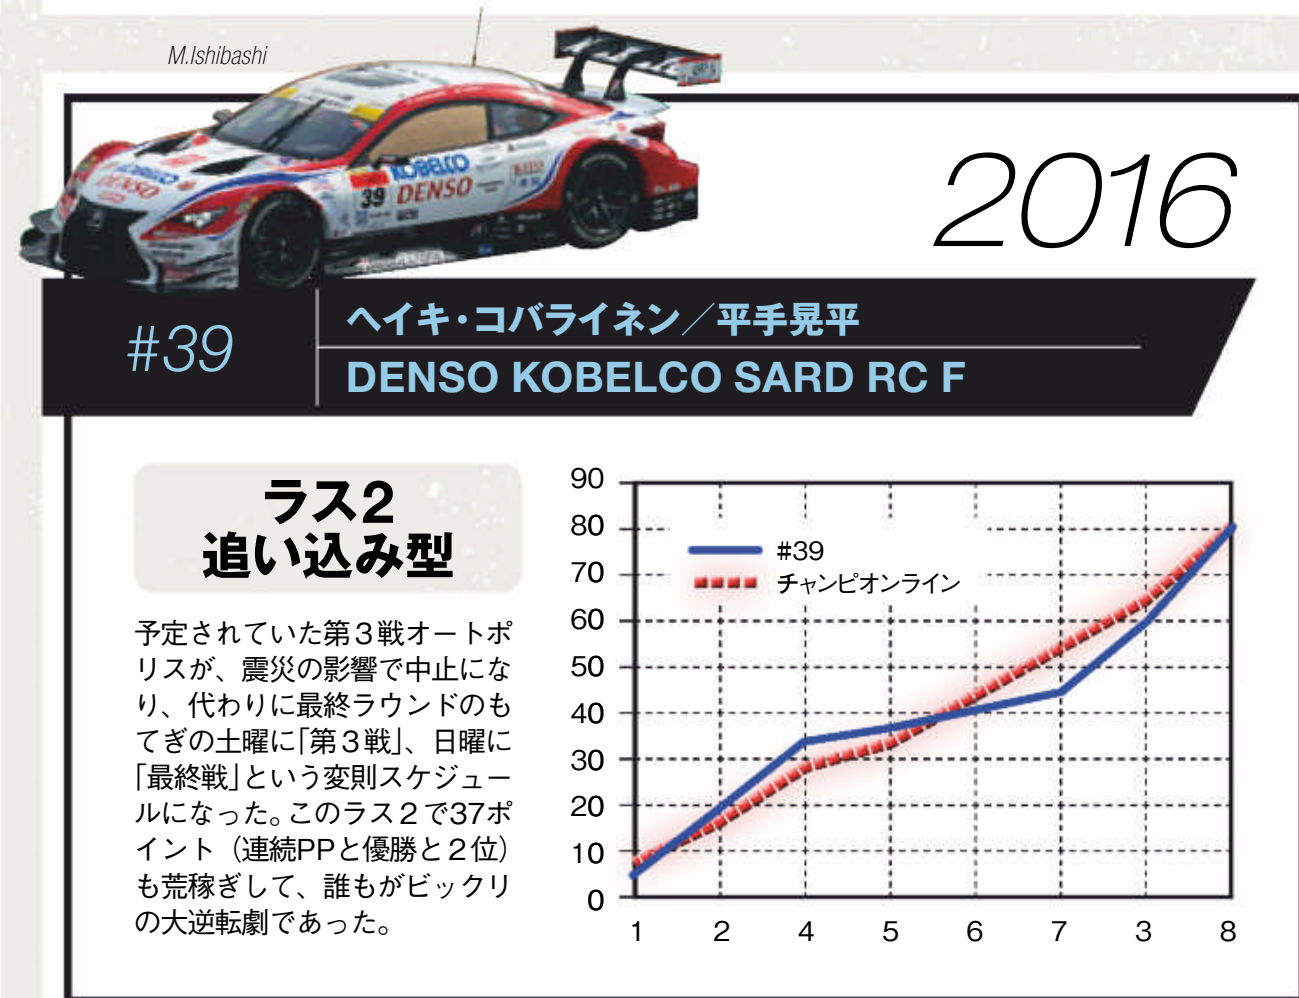 M.Ishibashi
KOBELCO
DENSO
39
KOBELCO
DENSO
2016
#39
ヘイキ・コバライネン／平手晃平
DENSO KOBELCO SARD RC F
ラス2
追い込み型
予定されていた第３戦オートポ
リスが、震災の影響で中止にな
り、代わりに最終ラウンドのも
てぎの土曜に「第３戦」、日曜に
「最終戦」という変則スケジュー
ルになった。このラス２で37ポ
イント（連続PPと優勝と２位）
も荒稼ぎして、誰もがビックリ
の大逆転劇であった。
#39
チャンピオンライン
90
80
70
60
50
40
30
20
10
0
1 2 4 5 6 7 3 8